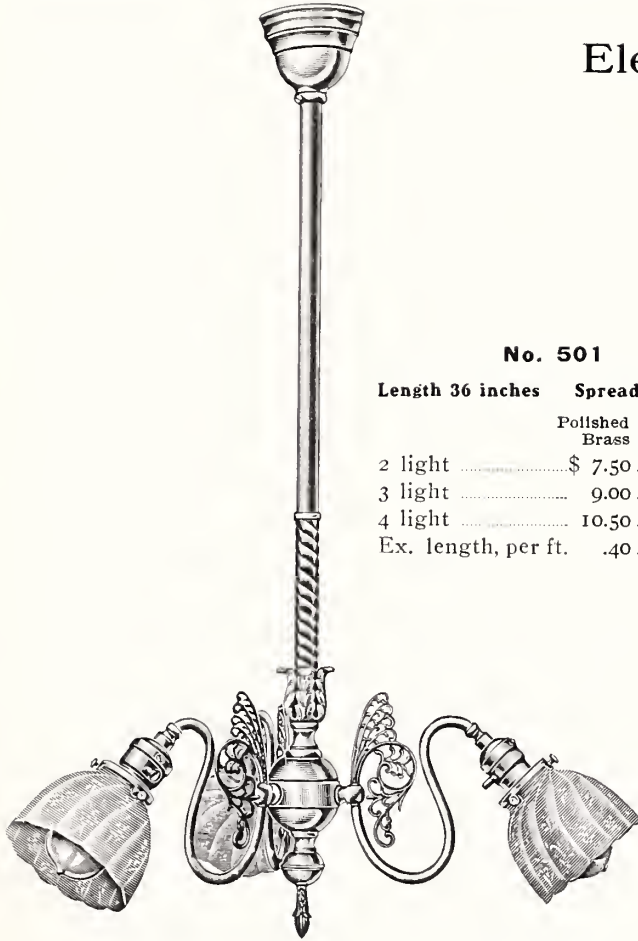 Ele
No. 501
Length 36 inches Spread
Polished
Brass
2 light $ 7.50
3 light 9.00
4 light 10.50
Ex. length, per ft. .40